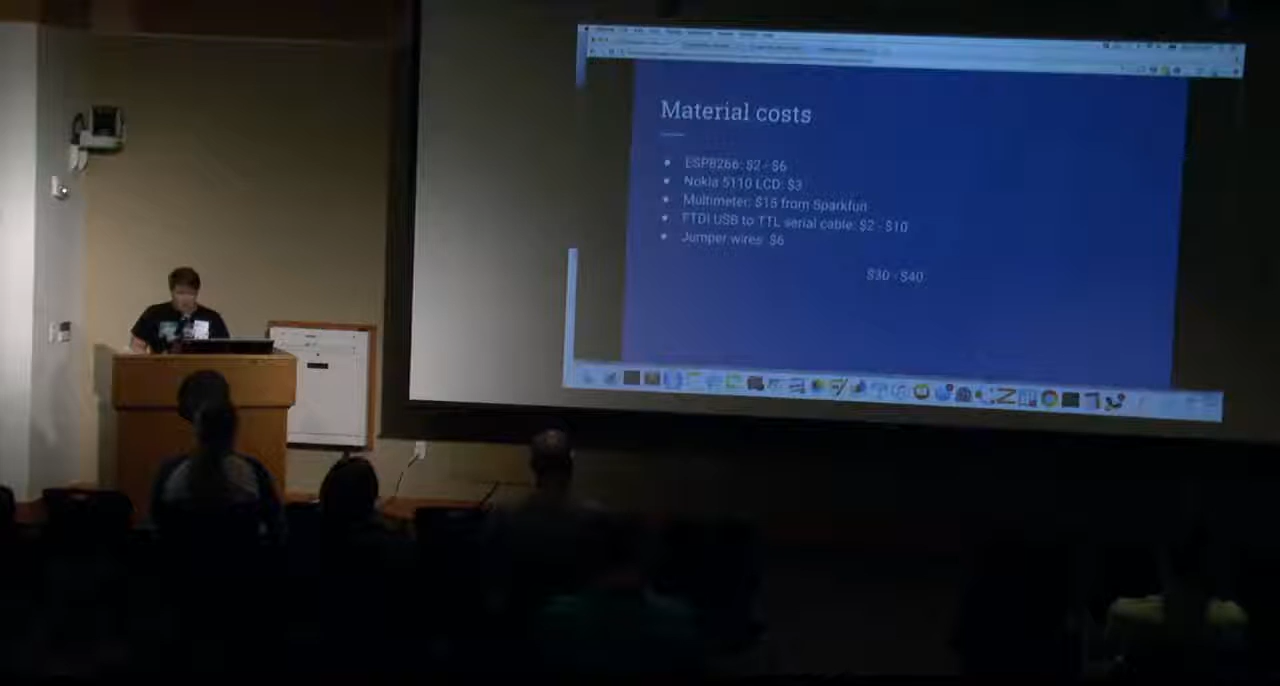 Material costs
ESP8266: $2 - $6
Nokia 5110 LCD: $3
Multimeter: $15 from Sparkfun
FTDI USB to TTL serial cable: $2 - $10
Jumper wires: $6
$30 - $40